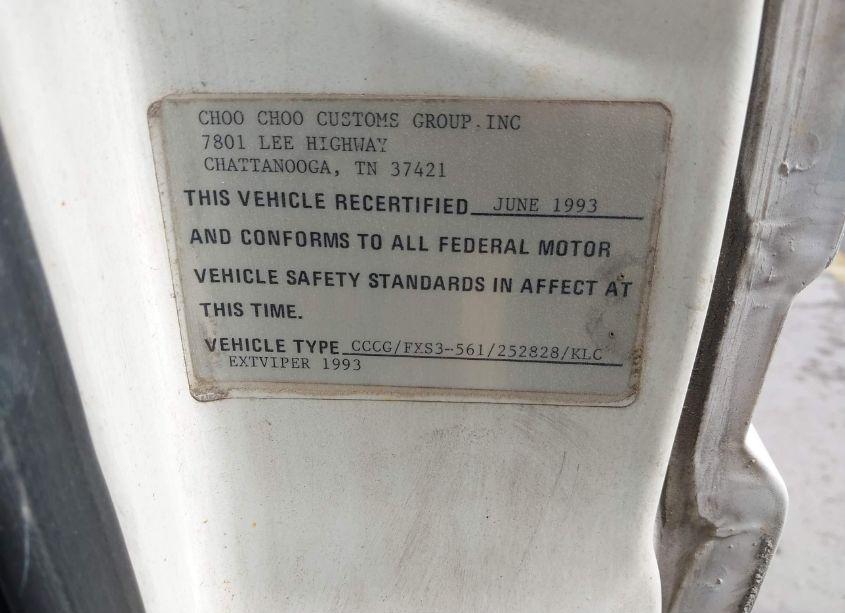 CHOO CHOO CUSTOMS GROUP.INC
7801 LEE HIGHWAY
CHATTANOOGA, TN 37421
THIS VEHICLE RECERTIFIED JUNE 1993
AND CONFORMS TO ALL FEDERAL MOTOR
VEHICLE SAFETY STANDARDS IN AFFECT AT
THIS TIME.
VEHICLE TYPE CCCG/FXS3-561/252828/KLC
EXTVIPER 1993